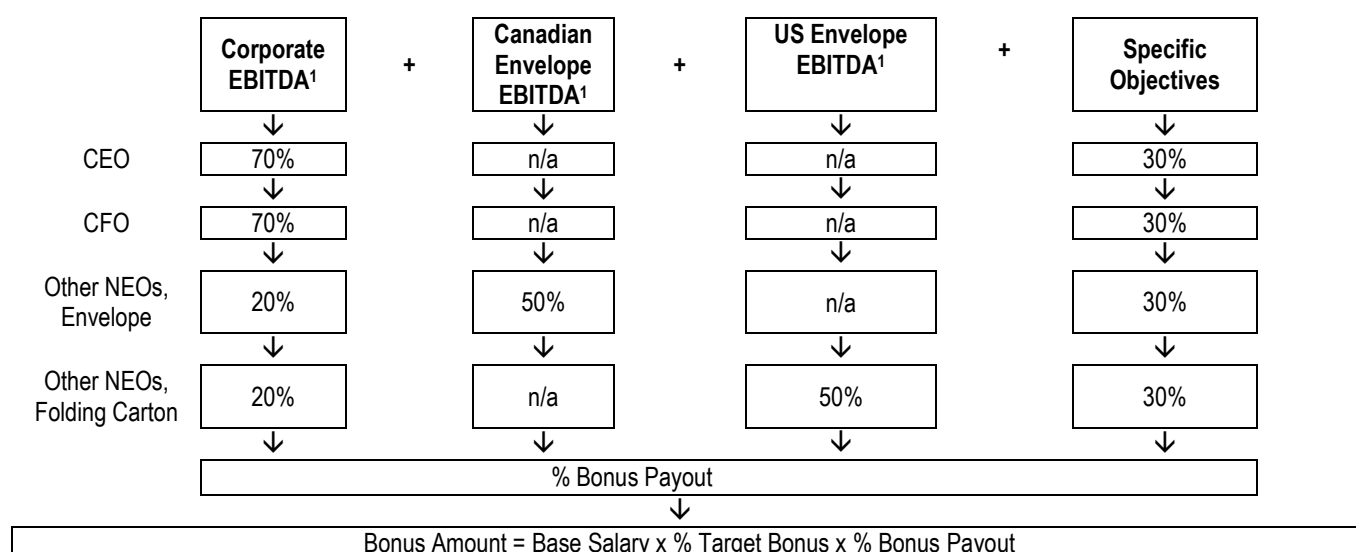 Corporate
EBITDA¹
+
Canadian
Envelope
EBITDA¹
+
US Envelope
EBITDA¹
+
Specific
Objectives
CEO
70%
n/a
n/a
30%
CFO
70%
n/a
n/a
30%
Other NEOs,
Envelope
20%
50%
n/a
30%
Other NEOs,
Folding Carton
20%
n/a
50%
30%
% Bonus Payout
Bonus Amount = Base Salary x % Target Bonus x % Bonus Payout